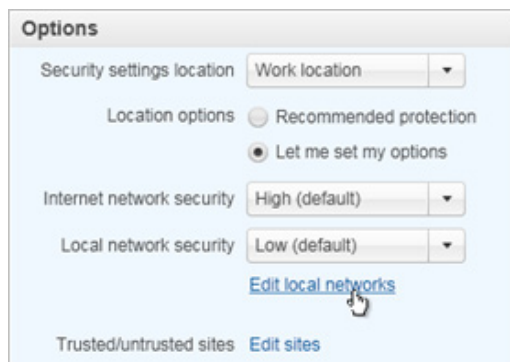 Options
Security settings location Work location
Location options Recommended protection
Let me set my options
Internet network security High (default)
Local network security Low (default)
Edit local networks
Trusted/untrusted sites Edit sites